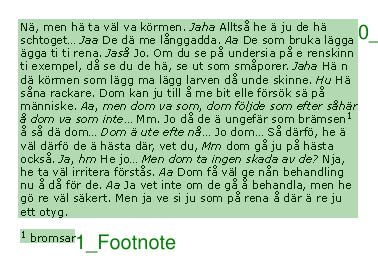 Nä, men hä ta väl va körmen. Jaha Alltså he ä ju de hä
schtoget... Jaa De dä me långgadda. Aa De som bruka lägga
ägga ti ti rena. Jaså Jo. Om du se på undersia på e renskinn
ti exempel, då se du de hä, se ut som småporer. Jaha Hä n
dä körmen som lägg ma lägg larven då unde skinne. Hu Hä
såna rackare. Dom kan ju till å me bit elle försök sä på
människe. Aa, men dom va som, dom följde som efter såhär
å dom va som inte... Mm. Jo då de ä ungefär som brämsen¹
å så dä dom... Dom ä ute efte nå... Jo dom... Så därfö, he ä
väl därfö de ä hästa där, vet du, Mm dom gå ju på hästa
också. Ja, hm He jo... Men dom ta ingen skada av de? Nja,
he ta väl irritera förstås. Aa Dom få väl ge nån behandling
nu å då för de. Aa Ja vet inte om de gå å behandla, men he
gö re väl säkert. Men ja ve si ju som på rena å där ä re ju
ett otyg.
0_
¹ bromsar
1_Footnote